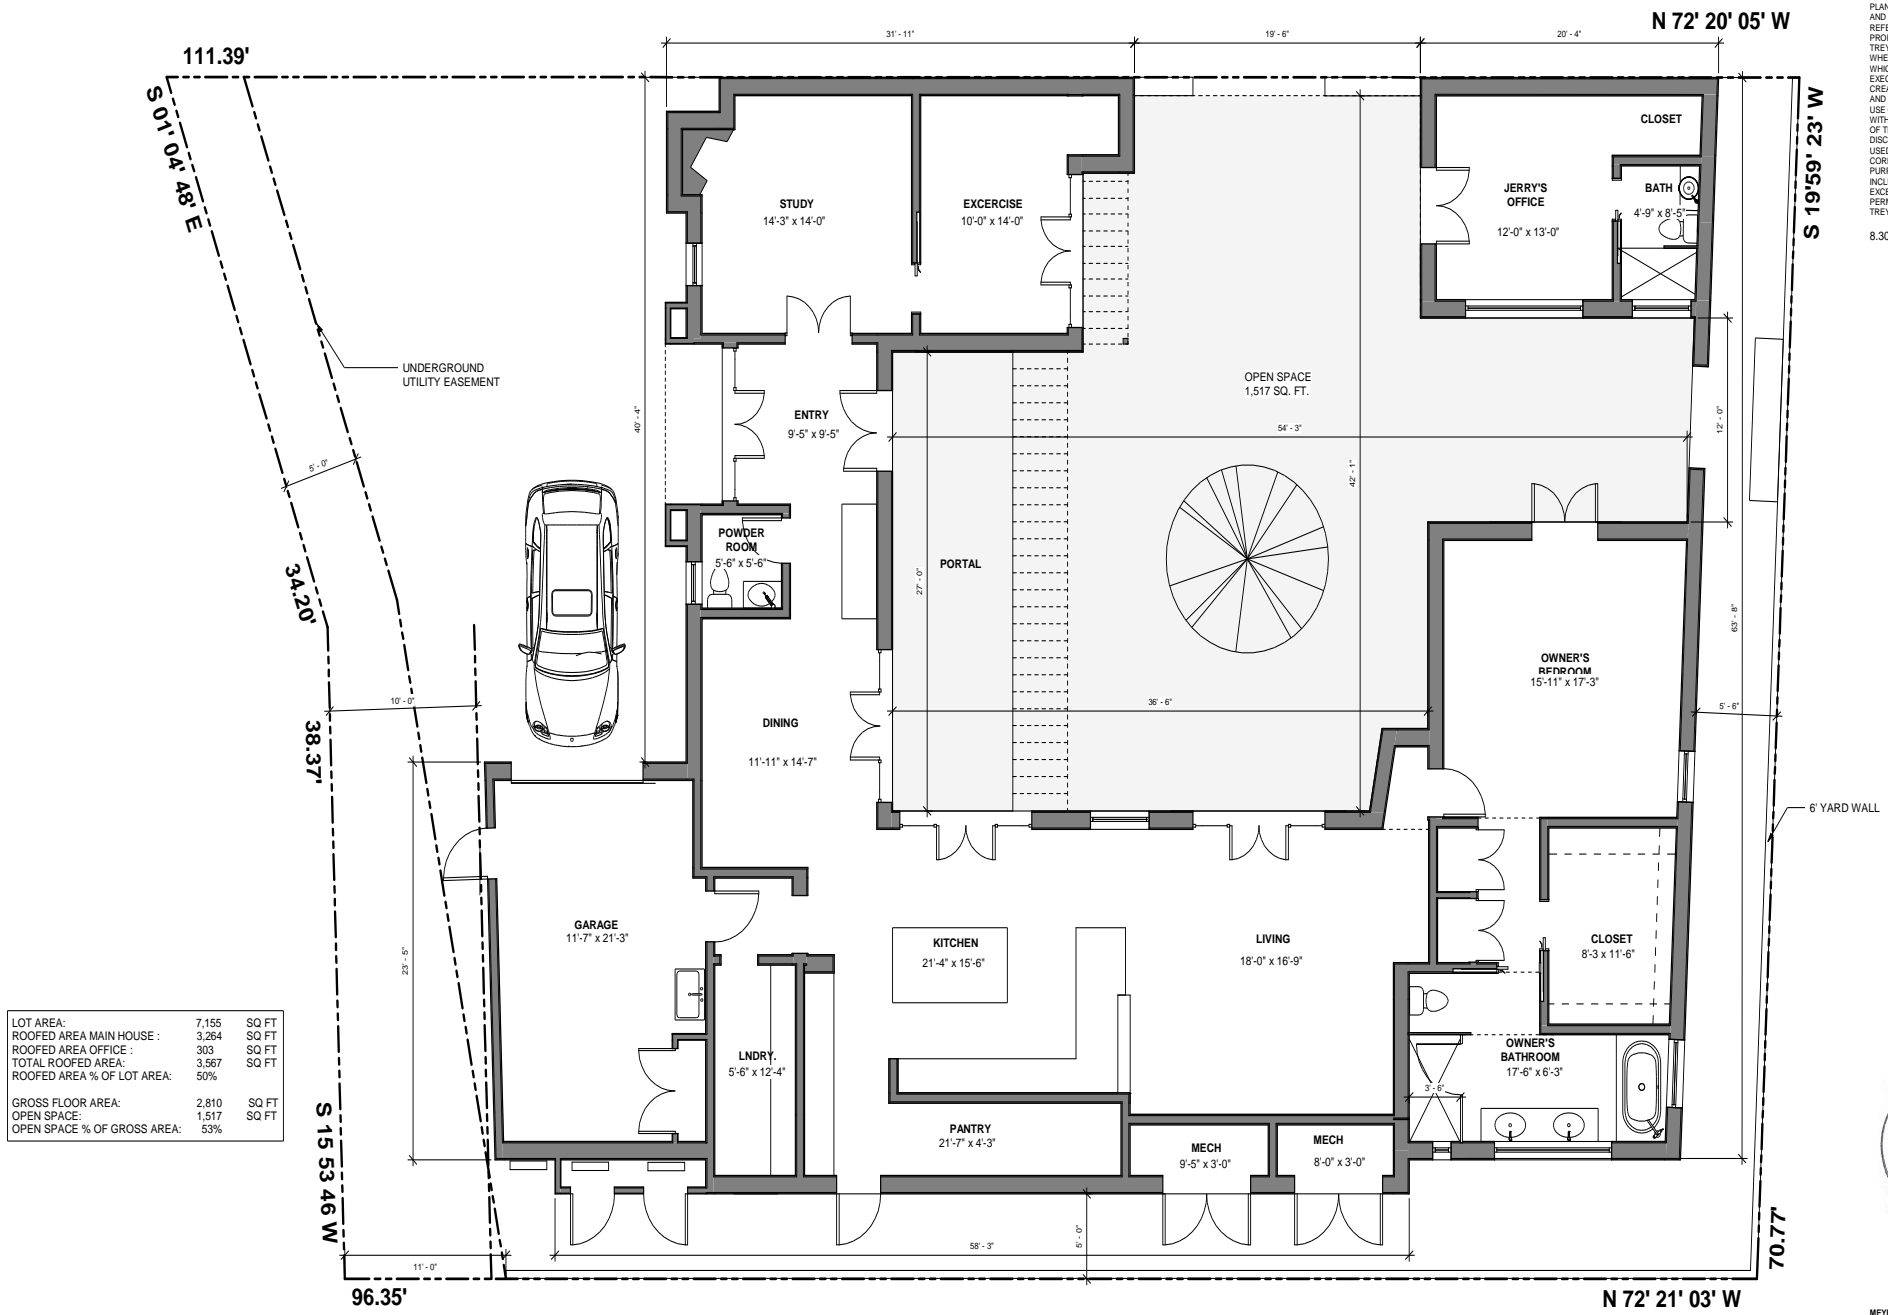 N 72' 20' 05' W
111.39'
31' - 11"
19' - 6"
20' - 4"
S 01' 04' 48' E
S 19'59' 23' W
PLAN
AND
WITH
OF T
USE
AND
8.30
CLOSET
STUDY
14'-3" x 14'-0"
EXCERCISE
10'-0" x 14'-0"
JERRY'S
OFFICE
12'-0" x 13'-0"
BATH
4'-9" x 8'-5"
UNDERGROUND
UTILITY EASEMENT
OPEN SPACE
1,517 SQ. FT.
ENTRY
9'-5" x 9'-5"
40' - 4"
54' - 3"
12' - 0"
42' - 1"
5' - 0"
POWDER
ROOM
5'-6" x 5'-6"
PORTAL
27' - 0"
34.20'
63' - 8"
OWNER'S
BEDROOM
15'-11" x 17'-3"
10' - 0"
36' - 6"
5' - 6"
DINING
11'-11" x 14'-7"
38.37'
6' YARD WALL
GARAGE
11'-7" x 21'-3"
KITCHEN
21'-4" x 15'-6"
LIVING
18'-0" x 16'-9"
CLOSET
8'-3 x 11'-6"
23' - 5"
LOT AREA: 7,155 SQ FT
ROOFED AREA MAIN HOUSE : 3,264 SQ FT
ROOFED AREA OFFICE : 303 SQ FT
TOTAL ROOFED AREA: 3,567 SQ FT
ROOFED AREA % OF LOT AREA: 50%
GROSS FLOOR AREA: 2,810 SQ FT
OPEN SPACE: 1,517 SQ FT
OPEN SPACE % OF GROSS AREA: 53%
LNDRY.
5'-6" x 12'-4"
OWNER'S
BATHROOM
17'-6" x 6'-3"
3' - 6"
PANTRY
21'-7" x 4'-3"
MECH
9'-5" x 3'-0"
MECH
8'-0" x 3'-0"
S 15 53 46 W
58' - 3"
5' - 0"
70.77'
11' - 0"
96.35'
N 72' 21' 03' W